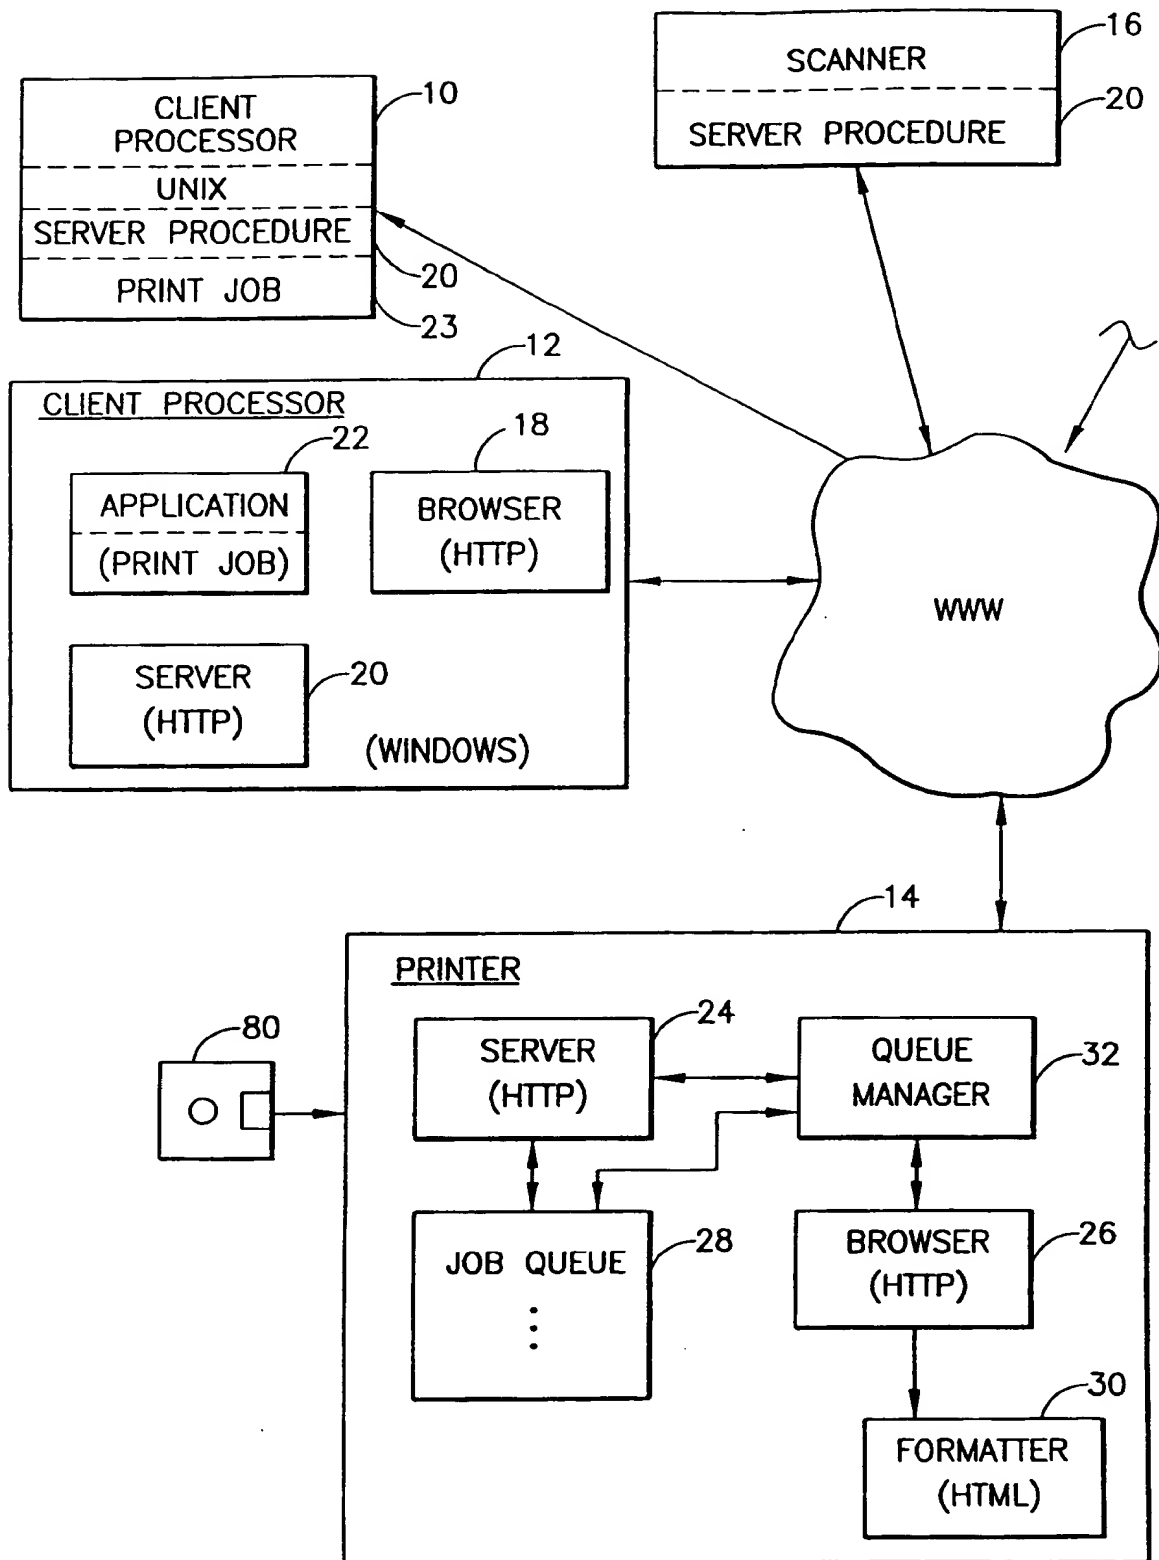 16
SCANNER
20
SERVER PROCEDURE
10
CLIENT
PROCESSOR
UNIX
SERVER PROCEDURE
20
PRINT JOB
23
12
CLIENT PROCESSOR
22
18
APPLICATION
(PRINT JOB)
BROWSER
(HTTP)
WWW
SERVER
(HTTP)
20
(WINDOWS)
14
PRINTER
80
24
SERVER
(HTTP)
QUEUE
MANAGER
32
JOB QUEUE
28
BROWSER
(HTTP)
26
30
FORMATTER
(HTML)